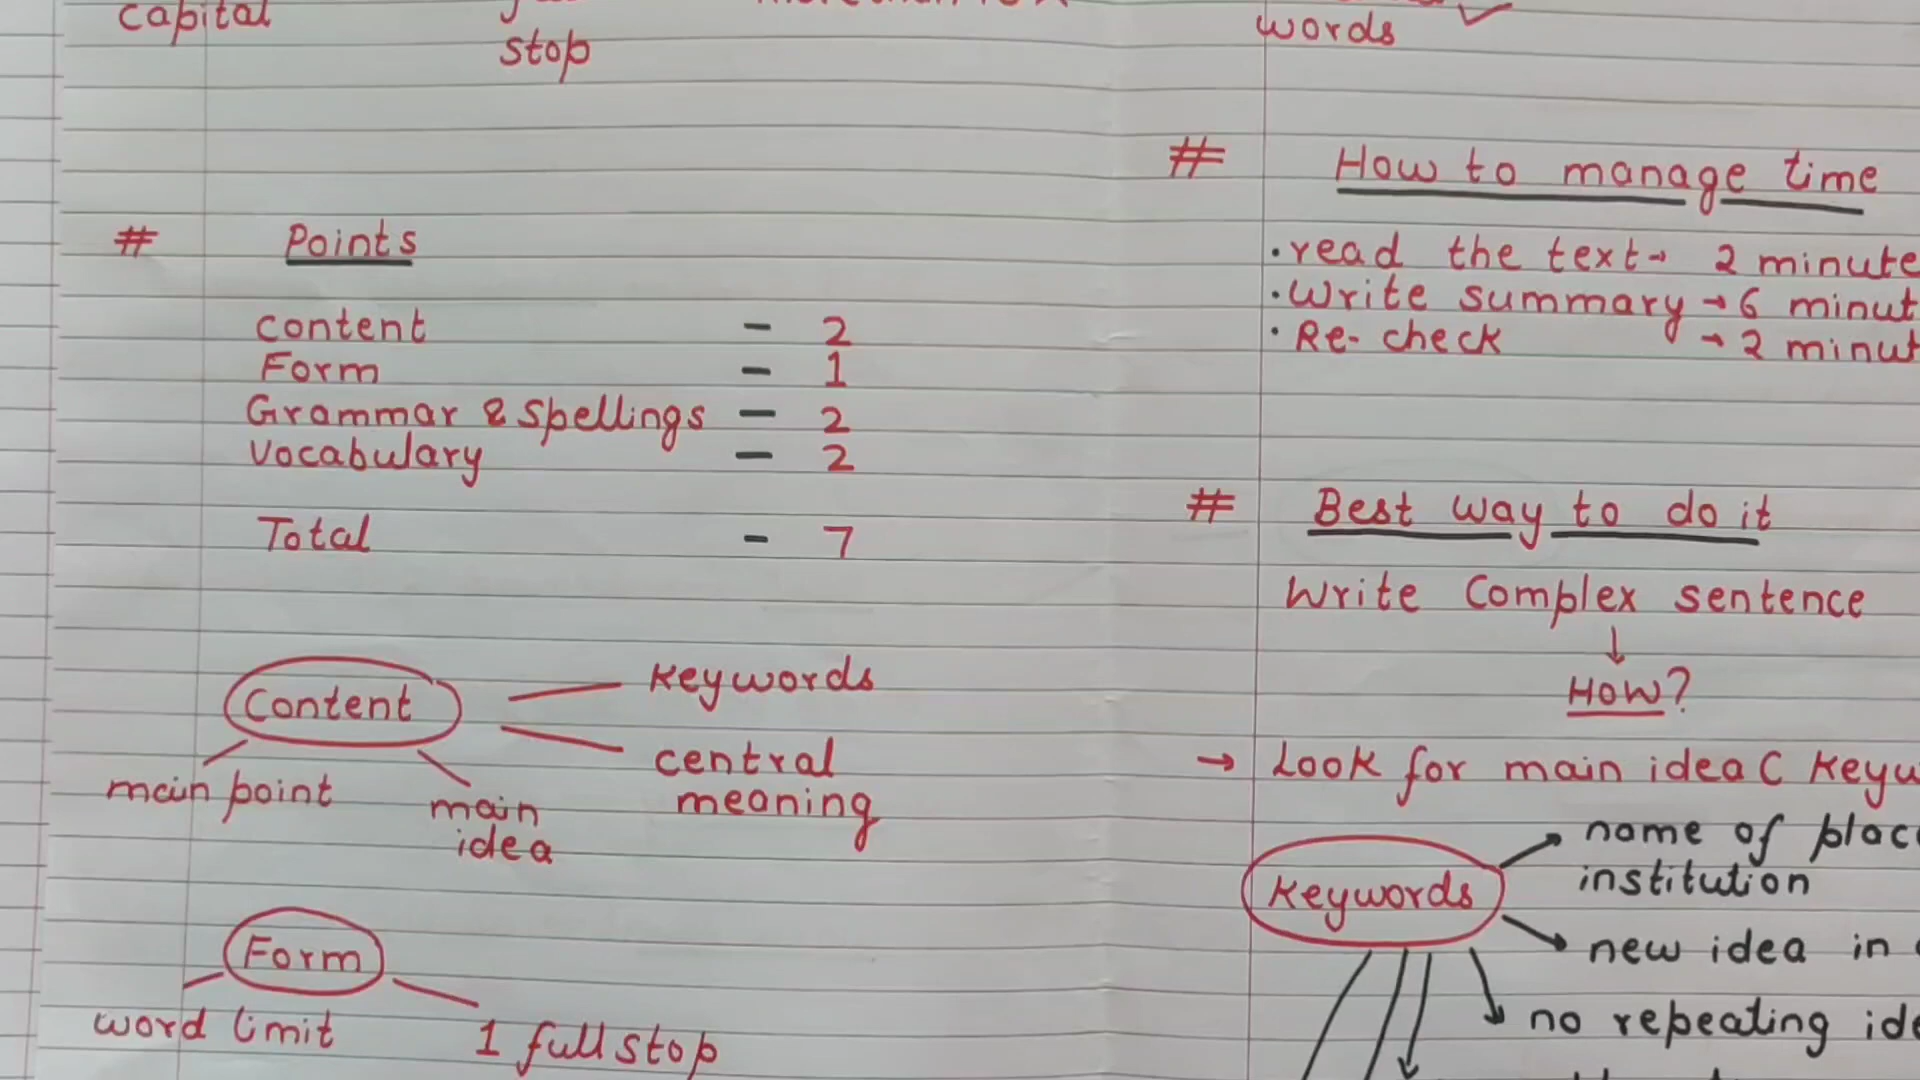 capital
stop
words
# Points
content - 2
Form - 1
Grammar & Spellings - 2
Vocabulary - 2
Total - 7
Content
Keywords
central
meaning
main point
main
idea
Form
word limit
1 full stop
# How to manage time
• read the text → 2 minute
• Write summary → 6 minut
• Re-check → 2 minut
# Best way to do it
Write Complex sentence
↓
How?
→ Look for main idea ( Keyw
Keywords
name of plac
institution
new idea in
no repeating ide